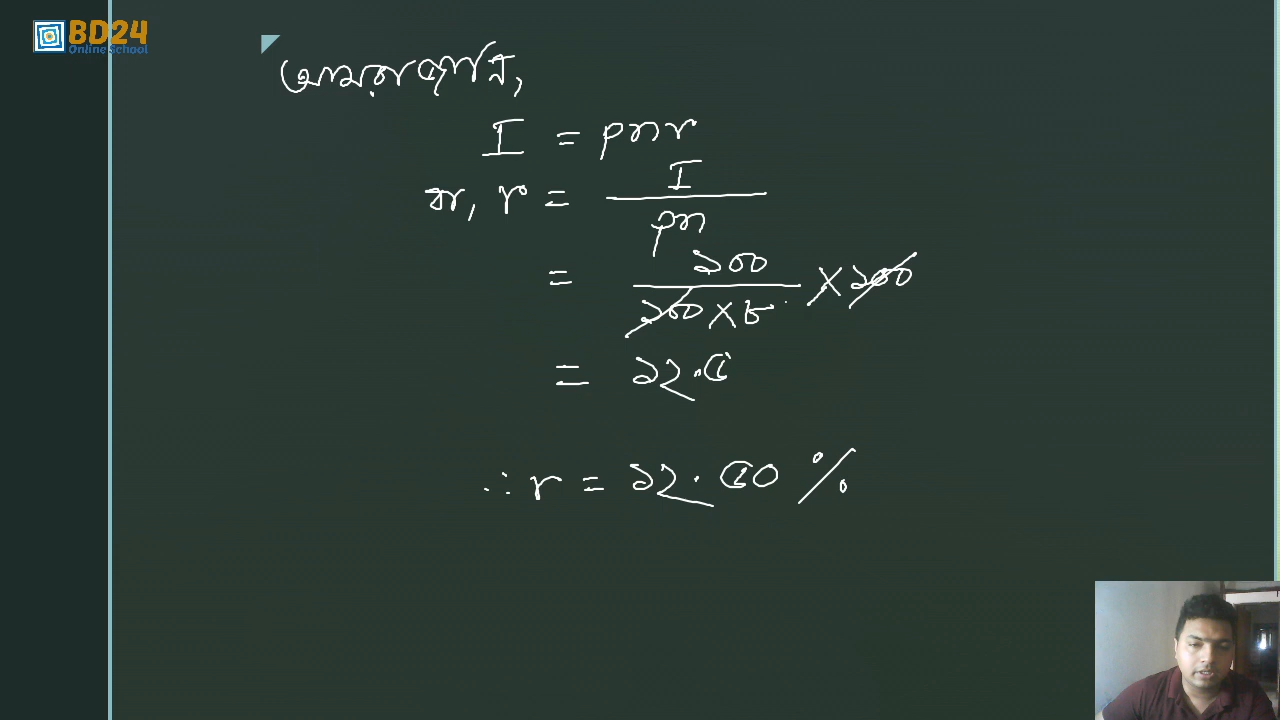 BD24
Online School
আমরা জানি,
I = pnr
বা, r = I / pn
= ১০০ / ১০০ × ৮ × ১০০
= ১২.৫
∴ r = ১২.৫০ %